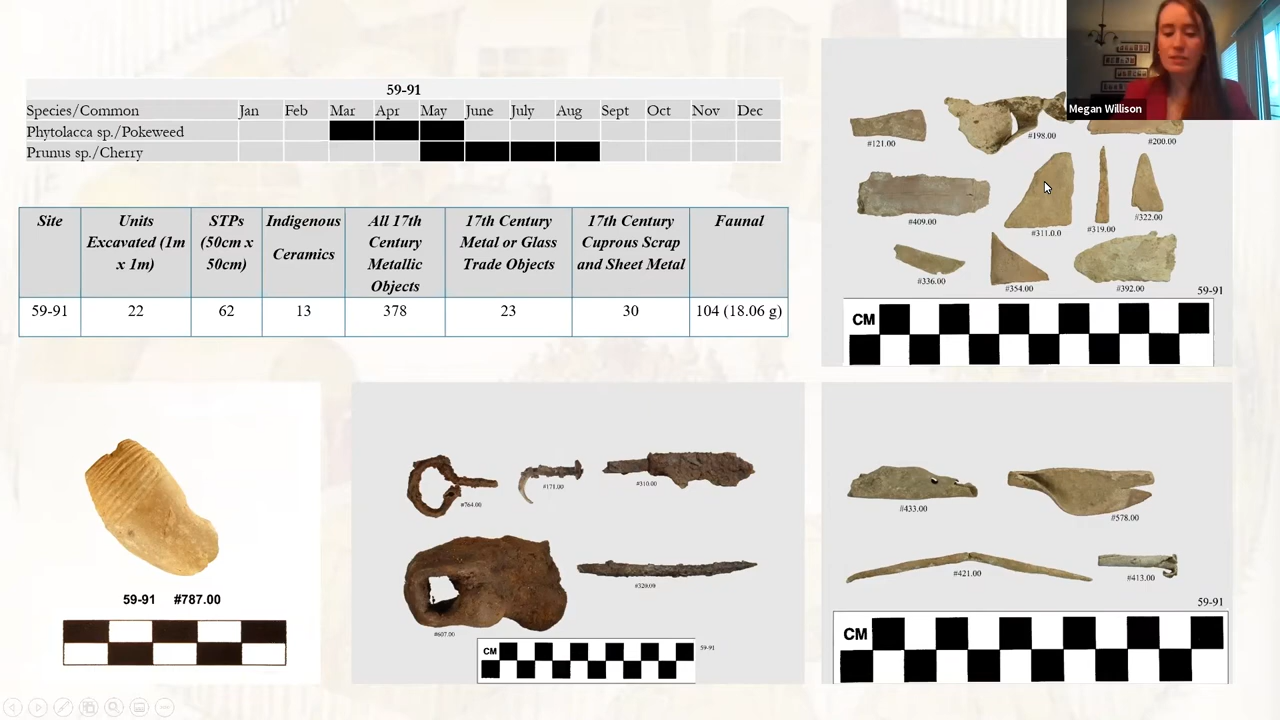 59-91
Species/Common Jan Feb Mar Apr May June July Aug Sept Oct Nov Dec
Phytolacca sp./Pokeweed
Prunus sp./Cherry
Site Units Excavated (1m x 1m) STPs (50cm x 50cm) Indigenous Ceramics All 17th Century Metallic Objects 17th Century Metal or Glass Trade Objects 17th Century Cuprous Scrap and Sheet Metal Faunal
59-91 22 62 13 378 23 30 104 (18.06 g)
Megan Willison
#121.00
#198.00
#200.00
#409.00
#311.0.0
#319.00
#322.00
#336.00
#354.00
#392.00
59-91
CM
59-91 #787.00
#764.00
#171.00
#310.00
#607.00
CM
59-91
#433.00
#578.00
#421.00
#413.00
59-91
CM